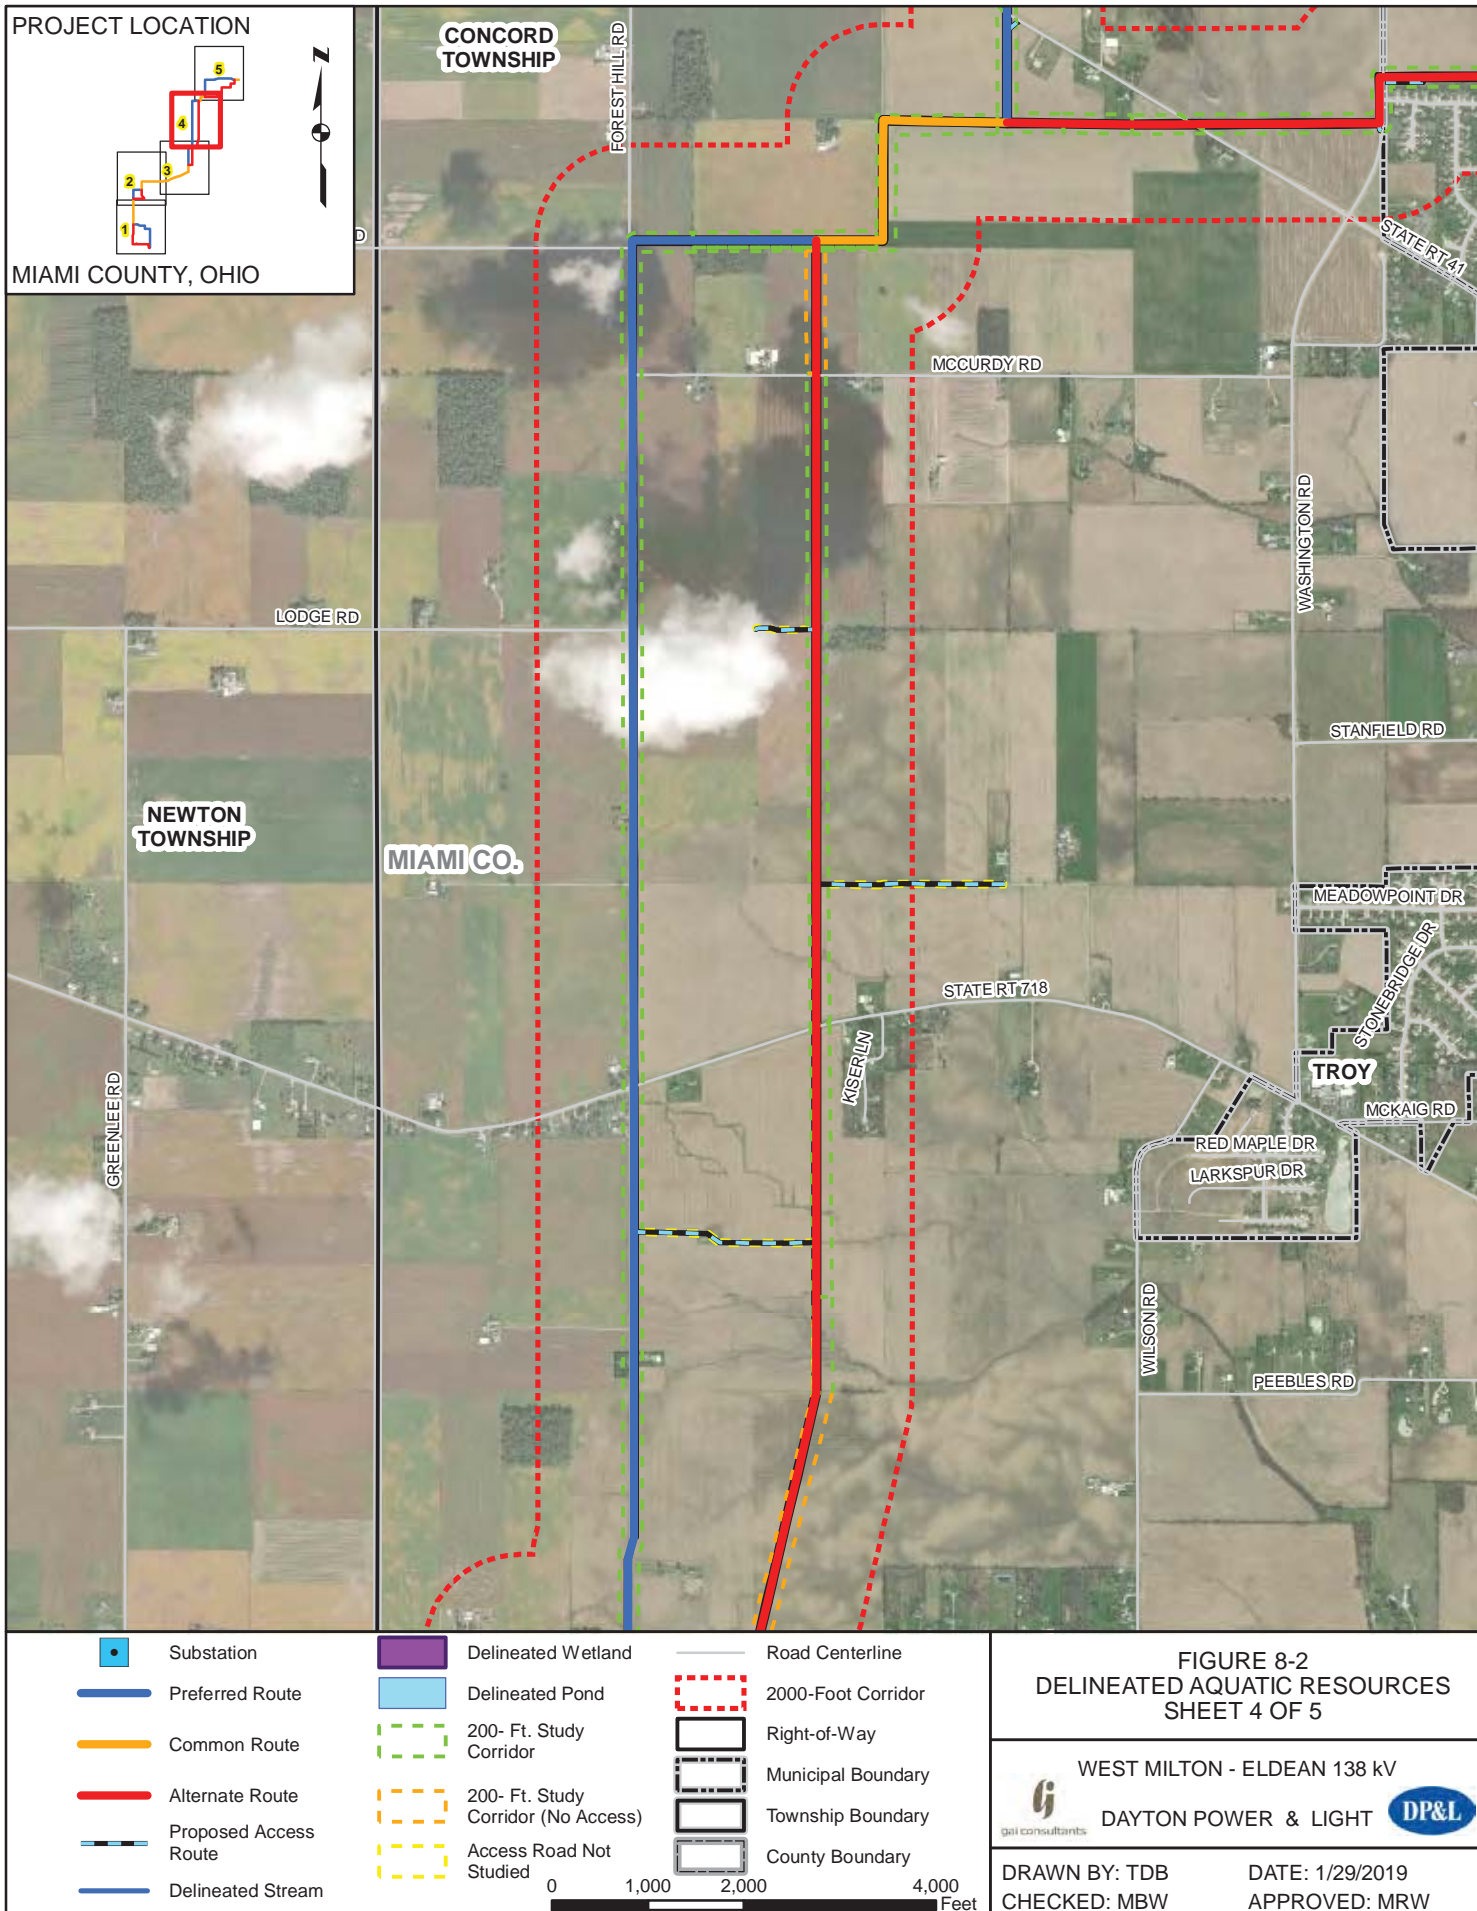 PROJECT LOCATION
5
4
3
2
1
N
MIAMI COUNTY, OHIO
CONCORD
TOWNSHIP
FOREST HILL RD
D
STATE RT 41
MCCURDY RD
WASHINGTON RD
LODGE RD
STANFIELD RD
NEWTON
TOWNSHIP
MIAMI CO.
MEADOWPOINT DR
STONEBRIDGE DR
STATE RT 718
KISER LN
TROY
GREENLEE RD
MCKAIG RD
RED MAPLE DR
LARKSPUR DR
WILSON RD
PEEBLES RD
Substation
Preferred Route
Common Route
Alternate Route
Proposed Access
Route
Delineated Stream
Delineated Wetland
Delineated Pond
200- Ft. Study
Corridor
200- Ft. Study
Corridor (No Access)
Access Road Not
Studied
Road Centerline
2000-Foot Corridor
Right-of-Way
Municipal Boundary
Township Boundary
County Boundary
0 1,000 2,000 4,000
Feet
FIGURE 8-2
DELINEATED AQUATIC RESOURCES
SHEET 4 OF 5
WEST MILTON - ELDEAN 138 kV
gai consultants
DAYTON POWER & LIGHT
DP&L
DRAWN BY: TDB DATE: 1/29/2019
CHECKED: MBW APPROVED: MRW